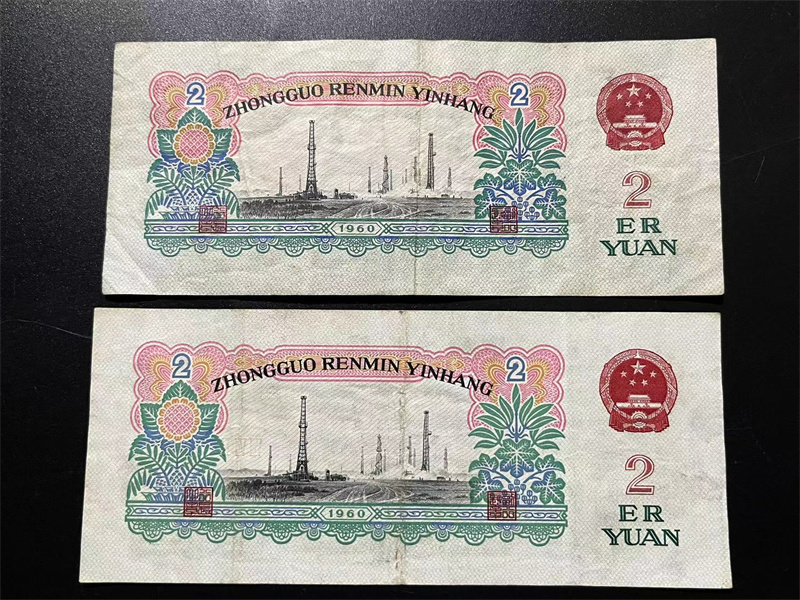 2 ZHONGGUO RENMIN YINHANG 2
2
ER
YUAN
1960
2 ZHONGGUO RENMIN YINHANG 2
2
ER
YUAN
1960